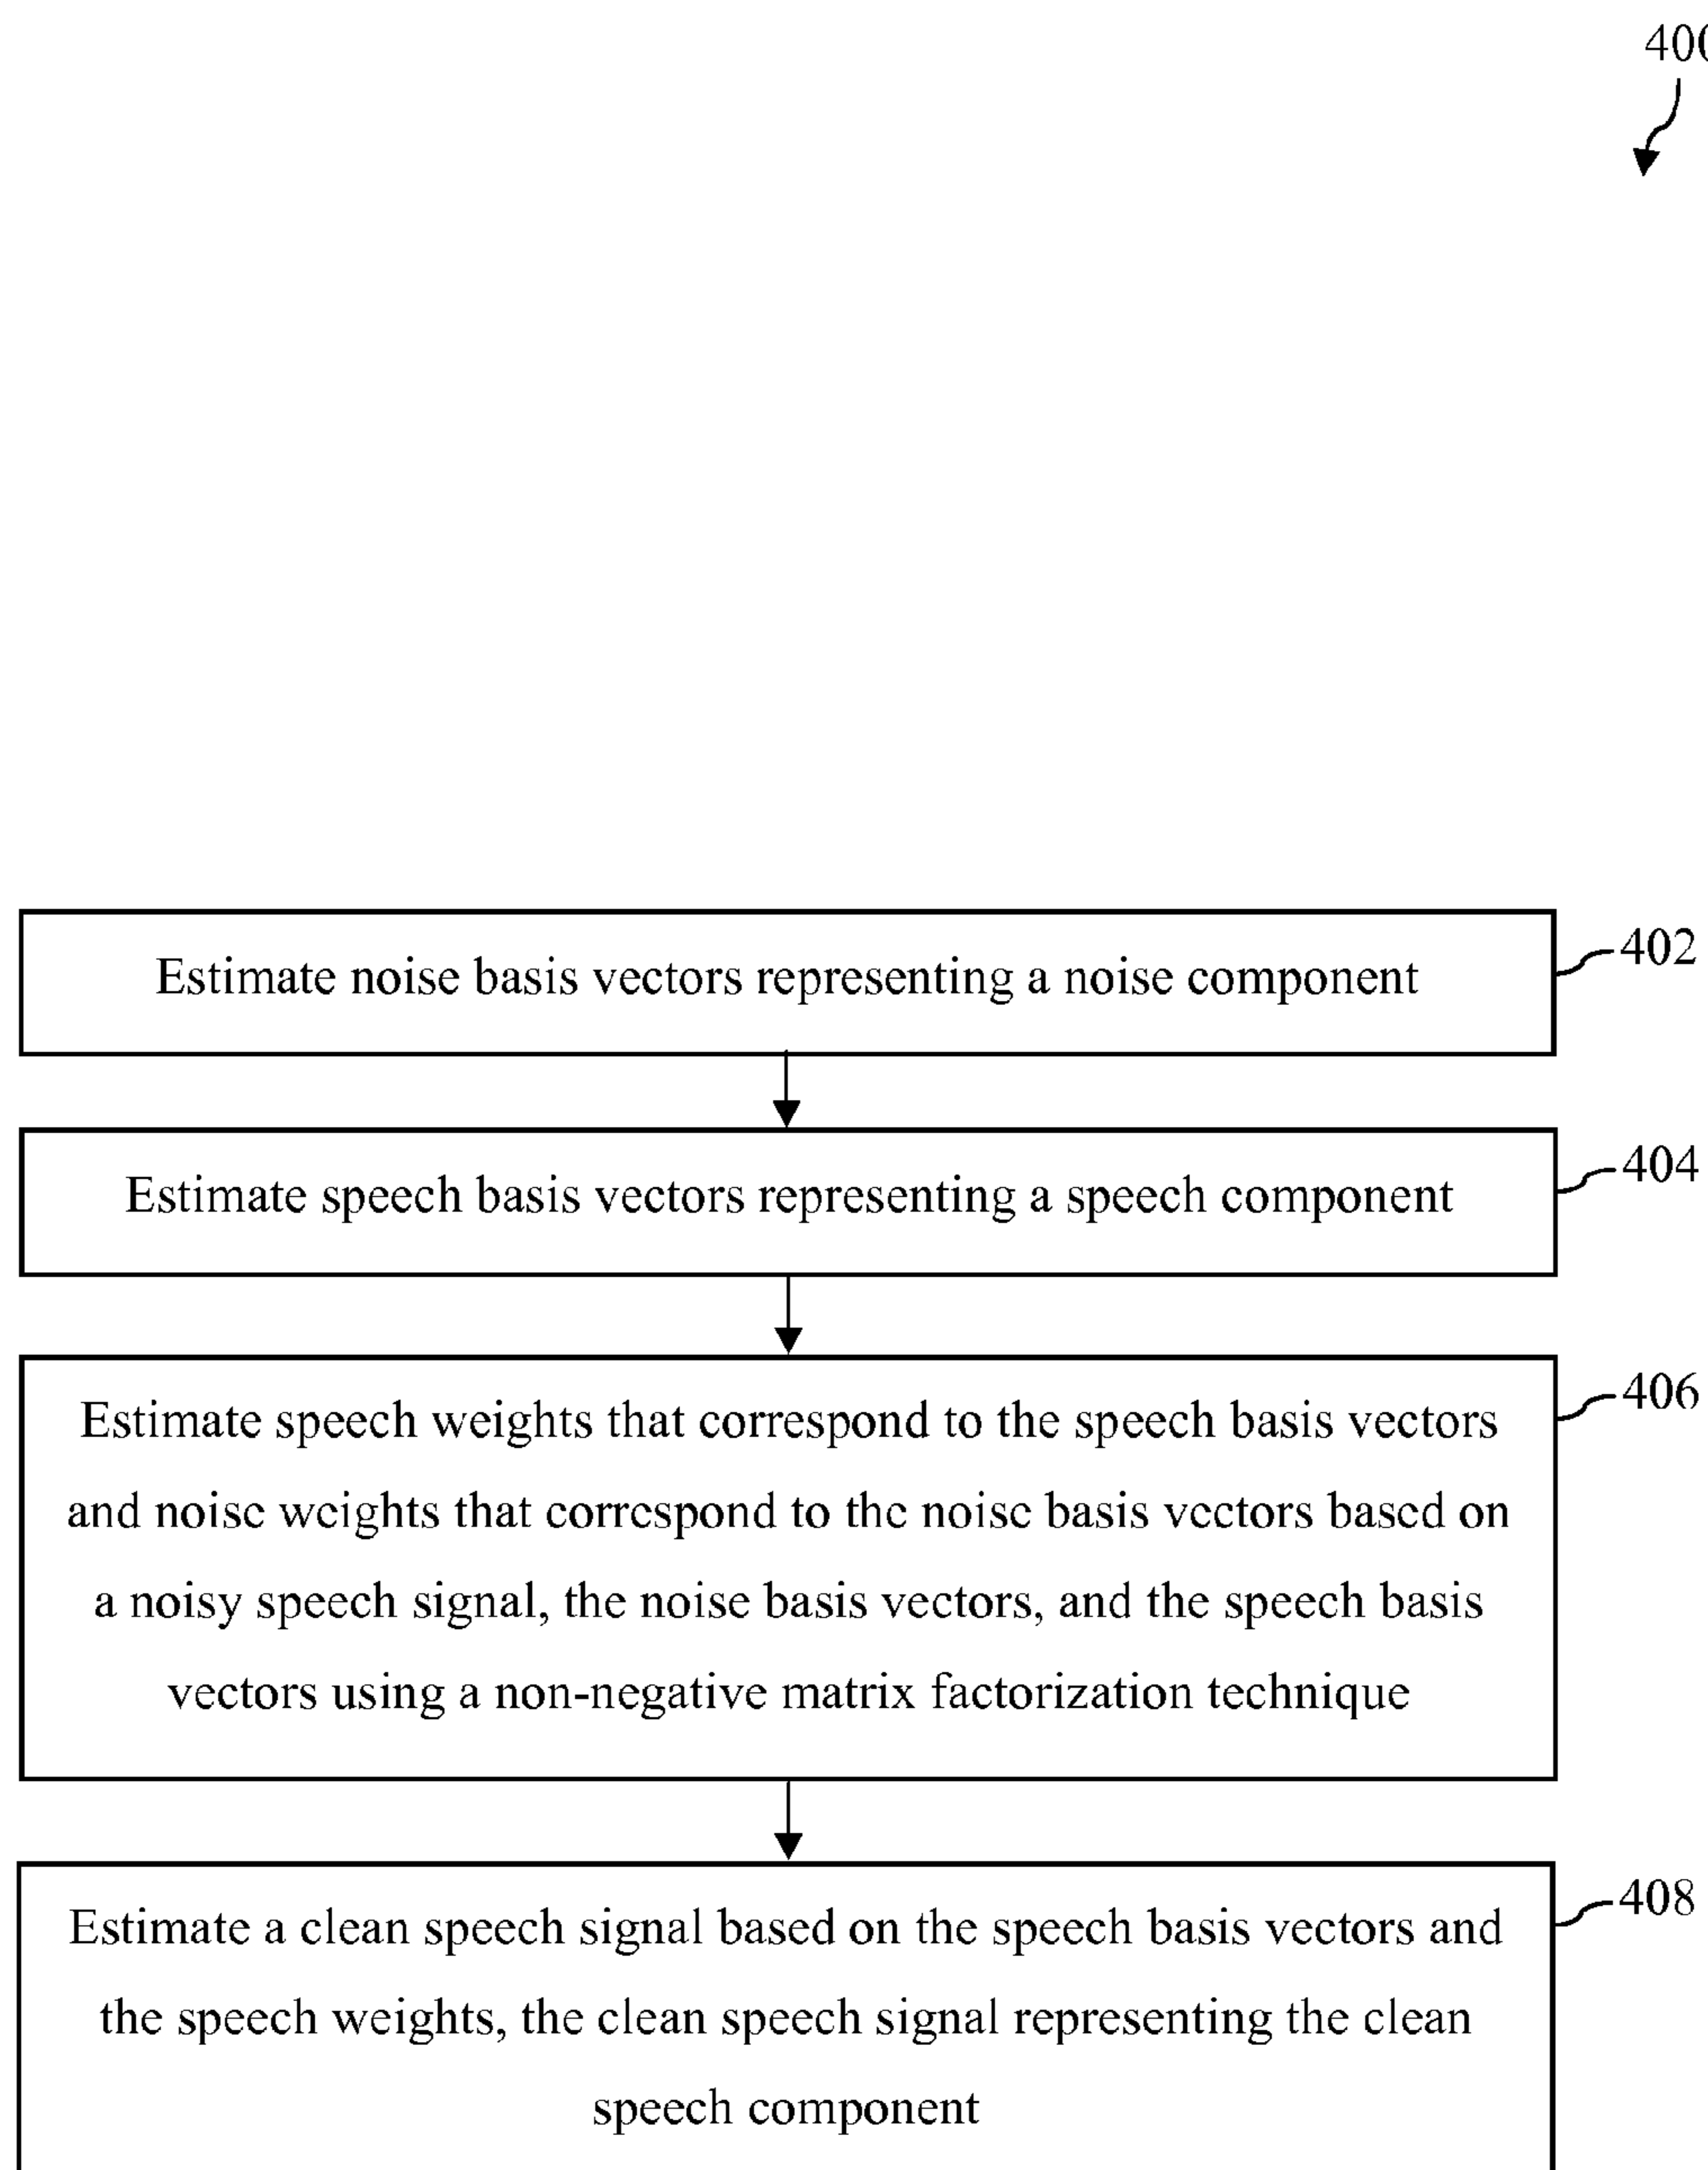 400
Estimate noise basis vectors representing a noise component
402
Estimate speech basis vectors representing a speech component
404
Estimate speech weights that correspond to the speech basis vectors
and noise weights that correspond to the noise basis vectors based on
a noisy speech signal, the noise basis vectors, and the speech basis
vectors using a non-negative matrix factorization technique
406
Estimate a clean speech signal based on the speech basis vectors and
the speech weights, the clean speech signal representing the clean
speech component
408